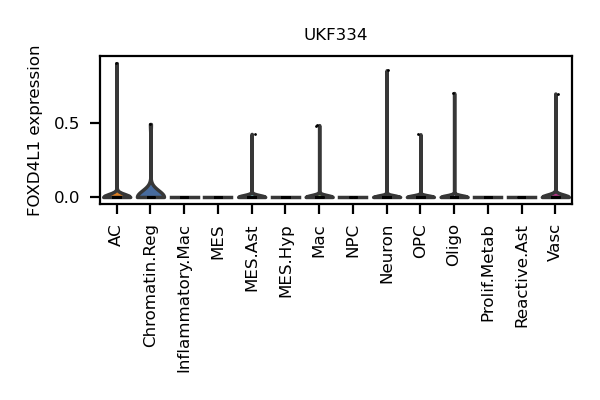 UKF334
FOXD4L1 expression
0.5
0.0
AC
Chromatin.Reg
Inflammatory.Mac
MES
MES.Ast
MES.Hyp
Mac
NPC
Neuron
OPC
Oligo
Prolif.Metab
Reactive.Ast
Vasc